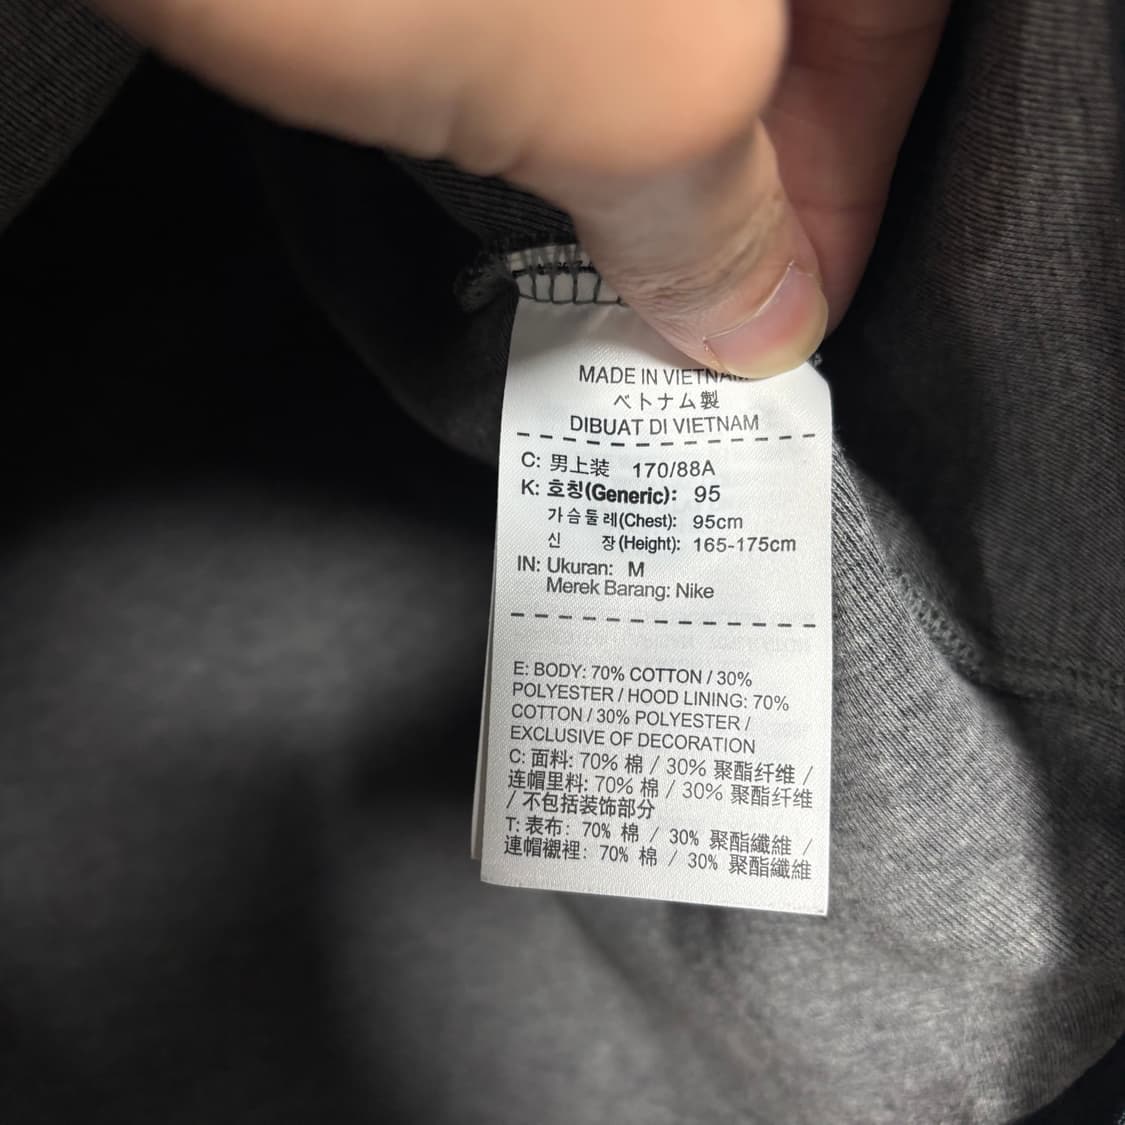 MADE IN VIETNAM
ベトナム製
DIBUAT DI VIETNAM
C: 男上装 170/88A
K: 호칭(Generic): 95
가슴둘레(Chest): 95cm
신 장(Height): 165-175cm
IN: Ukuran: M
Merek Barang: Nike
E: BODY: 70% COTTON / 30%
POLYESTER / HOOD LINING: 70%
COTTON / 30% POLYESTER /
EXCLUSIVE OF DECORATION
C: 面料: 70% 棉 / 30% 聚酯纤维 /
连帽里料: 70% 棉 / 30% 聚酯纤维
/ 不包括装饰部分
T: 表布: 70% 棉 / 30% 聚酯纖維 /
連帽襯裡: 70% 棉 / 30% 聚酯纖維